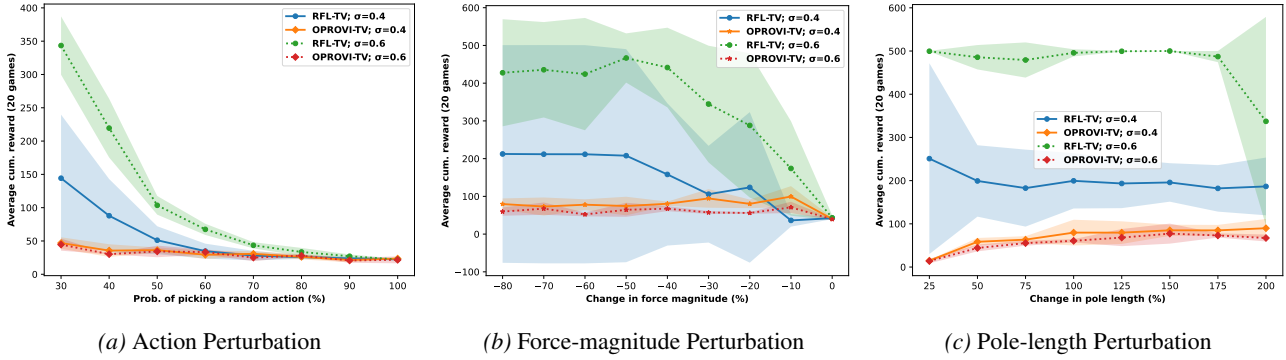 400
350
300
250
200
150
100
50
0
Average cum. reward (20 games)
RFL-TV; σ=0.4
OPROVI-TV; σ=0.4
RFL-TV; σ=0.6
OPROVI-TV; σ=0.6
30 40 50 60 70 80 90 100
Prob. of picking a random action (%)
(a) Action Perturbation
600
500
400
300
200
100
0
−100
Average cum. reward (20 games)
RFL-TV; σ=0.4
OPROVI-TV; σ=0.4
RFL-TV; σ=0.6
OPROVI-TV; σ=0.6
−80 −70 −60 −50 −40 −30 −20 −10 0
Change in force magnitude (%)
(b) Force-magnitude Perturbation
600
500
400
300
200
100
0
Average cum. reward (20 games)
RFL-TV; σ=0.4
OPROVI-TV; σ=0.4
RFL-TV; σ=0.6
OPROVI-TV; σ=0.6
25 50 75 100 125 150 175 200
Change in pole length (%)
(c) Pole-length Perturbation